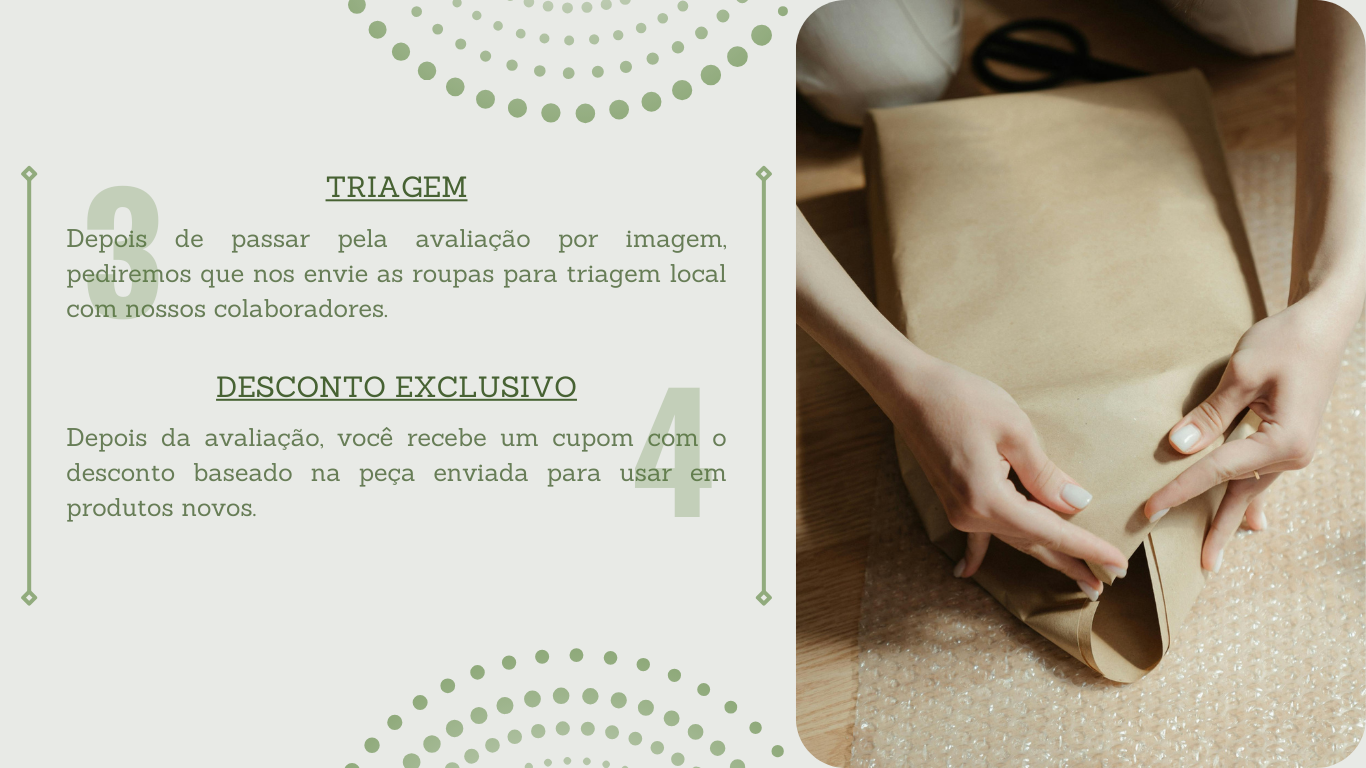 3
TRIAGEM
Depois de passar pela avaliação por imagem,
pediremos que nos envie as roupas para triagem local
com nossos colaboradores.
4
DESCONTO EXCLUSIVO
Depois da avaliação, você recebe um cupom com o
desconto baseado na peça enviada para usar em
produtos novos.